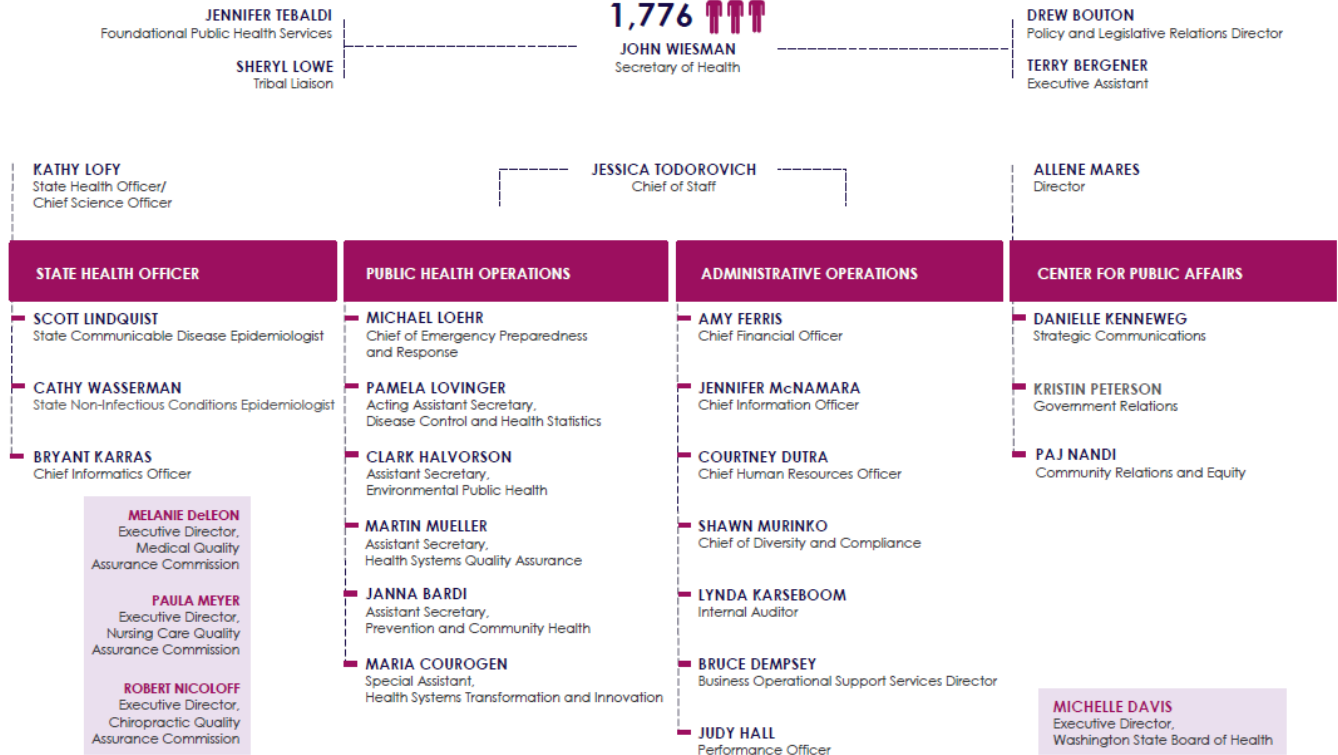 JENNIFER TEBALDI
Foundational Public Health Services
SHERYL LOWE
Tribal Liaison
1,776
JOHN WIESMAN
Secretary of Health
DREW BOUTON
Policy and Legislative Relations Director
TERRY BERGENER
Executive Assistant
KATHY LOFY
State Health Officer/
Chief Science Officer
JESSICA TODOROVICH
Chief of Staff
ALLENE MARES
Director
STATE HEALTH OFFICER
SCOTT LINDQUIST
State Communicable Disease Epidemiologist
CATHY WASSERMAN
State Non-Infectious Conditions Epidemiologist
BRYANT KARRAS
Chief Informatics Officer
MELANIE DeLEON
Executive Director,
Medical Quality
Assurance Commission
PAULA MEYER
Executive Director,
Nursing Care Quality
Assurance Commission
ROBERT NICOLOFF
Executive Director,
Chiropractic Quality
Assurance Commission
PUBLIC HEALTH OPERATIONS
MICHAEL LOEHR
Chief of Emergency Preparedness
and Response
PAMELA LOVINGER
Acting Assistant Secretary,
Disease Control and Health Statistics
CLARK HALVORSON
Assistant Secretary,
Environmental Public Health
MARTIN MUELLER
Assistant Secretary,
Health Systems Quality Assurance
JANNA BARDI
Assistant Secretary,
Prevention and Community Health
MARIA COUROGEN
Special Assistant,
Health Systems Transformation and Innovation
ADMINISTRATIVE OPERATIONS
AMY FERRIS
Chief Financial Officer
JENNIFER McNAMARA
Chief Information Officer
COURTNEY DUTRA
Chief Human Resources Officer
SHAWN MURINKO
Chief of Diversity and Compliance
LYNDA KARSEBOOM
Internal Auditor
BRUCE DEMPSEY
Business Operational Support Services Director
JUDY HALL
Performance Officer
CENTER FOR PUBLIC AFFAIRS
DANIELLE KENNEWEG
Strategic Communications
KRISTIN PETERSON
Government Relations
PAJ NANDI
Community Relations and Equity
MICHELLE DAVIS
Executive Director,
Washington State Board of Health